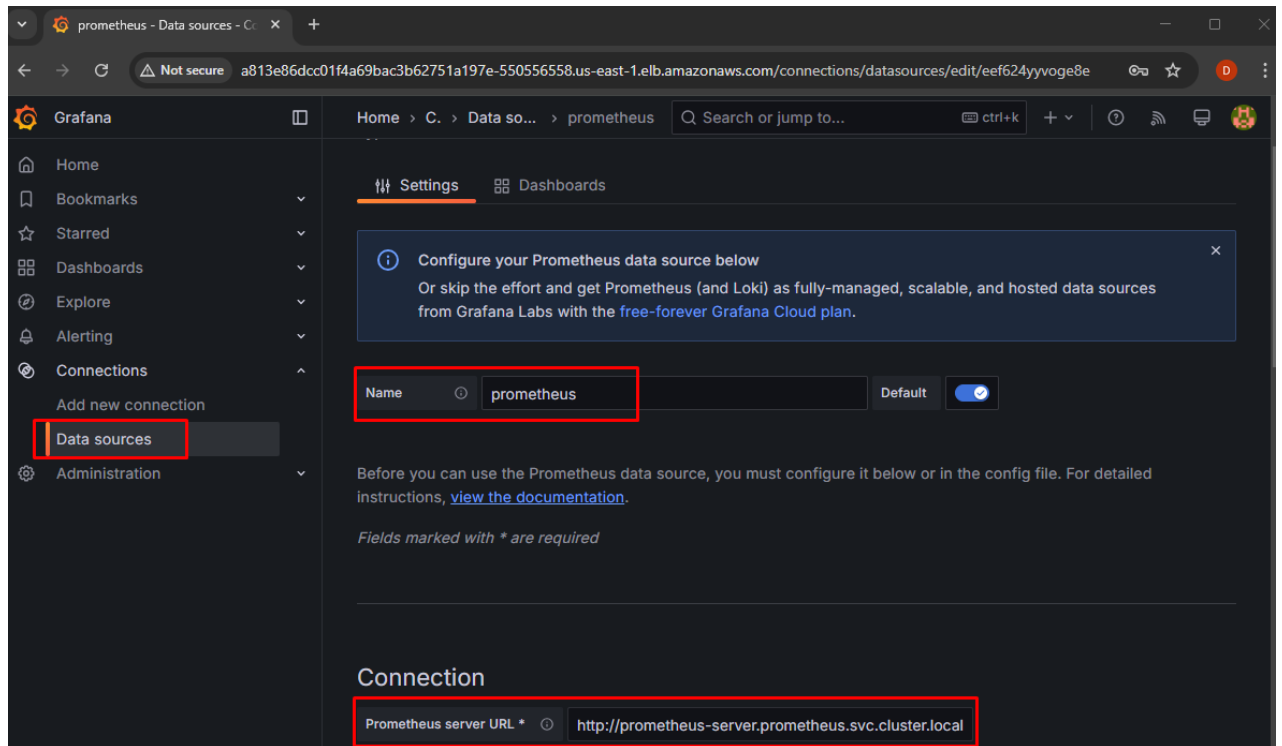 prometheus - Data sources - Cc
Not secure a813e86dcc01f4a69bac3b62751a197e-550556558.us-east-1.elb.amazonaws.com/connections/datasources/edit/eef624yyvoge8e
D
Grafana
Home › C. › Data so... › prometheus
Search or jump to...
ctrl+k
Home
Bookmarks
Starred
Dashboards
Explore
Alerting
Connections
Add new connection
Data sources
Administration
Settings
Dashboards
Configure your Prometheus data source below
Or skip the effort and get Prometheus (and Loki) as fully-managed, scalable, and hosted data sources
from Grafana Labs with the free-forever Grafana Cloud plan.
Name
prometheus
Default
Before you can use the Prometheus data source, you must configure it below or in the config file. For detailed
instructions, view the documentation.
Fields marked with * are required
Connection
Prometheus server URL *
http://prometheus-server.prometheus.svc.cluster.local